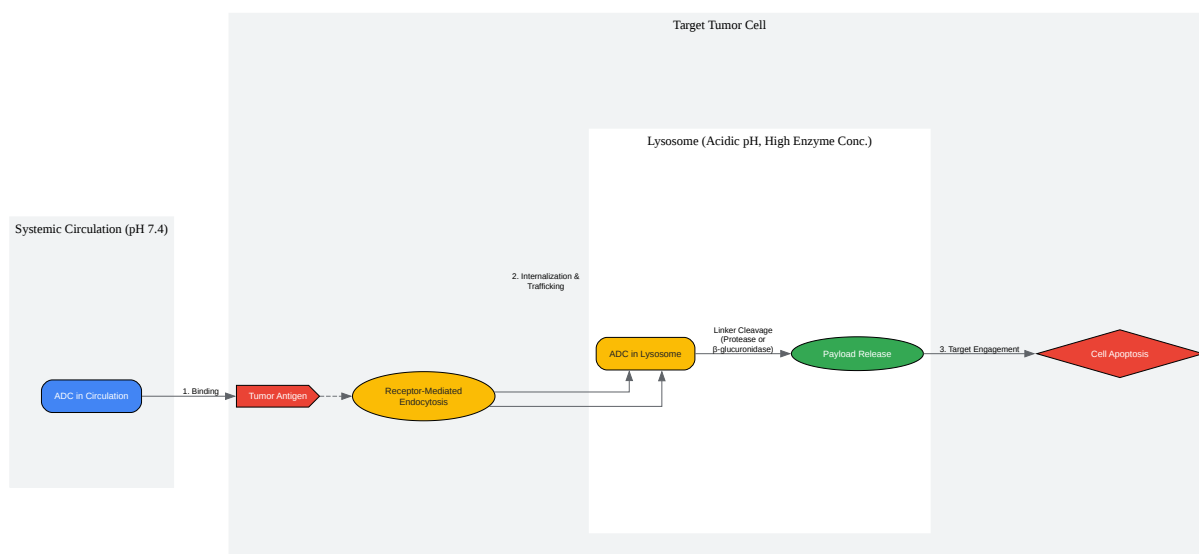 Target Tumor Cell
Lysosome (Acidic pH, High Enzyme Conc.)
Systemic Circulation (pH 7.4)
2. Internalization &
Trafficking
ADC in Circulation
1. Binding
Tumor Antigen
Receptor-Mediated
Endocytosis
ADC in Lysosome
Linker Cleavage
(Protease or
β-glucuronidase)
Payload Release
3. Target Engagement
Cell Apoptosis